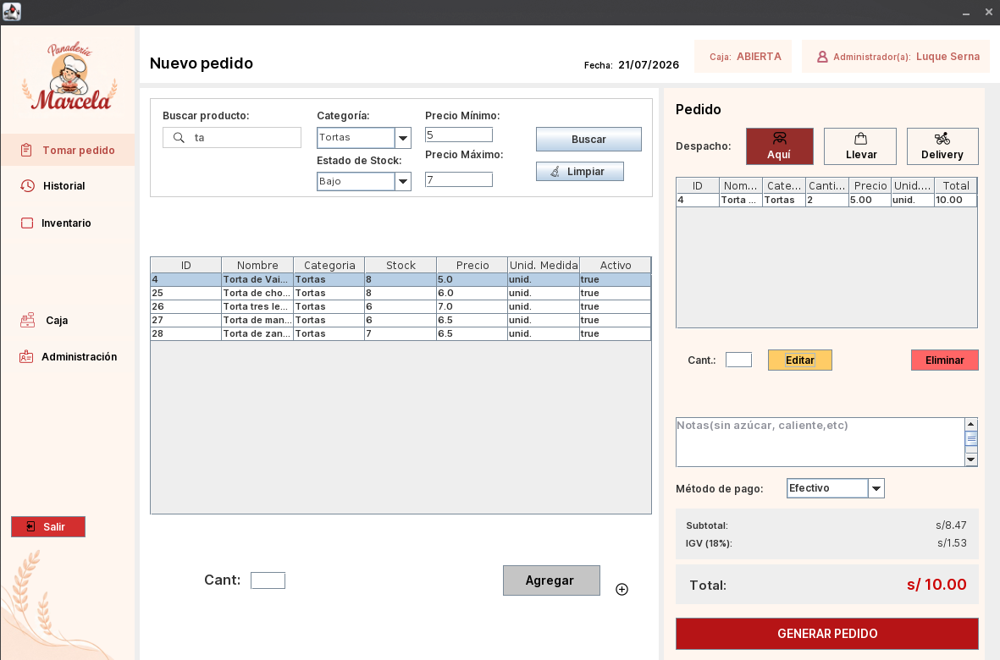 Panadería
Marcela
Tomar pedido
Historial
Inventario
Caja
Administración
Salir
Nuevo pedido
Fecha: 21/07/2026
Caja: ABIERTA
Administrador(a): Luque Serna
Buscar producto:
ta
Categoría:
Tortas
Estado de Stock:
Bajo
Precio Mínimo:
5
Precio Máximo:
7
Buscar
Limpiar
ID Nombre Categoria Stock Precio Unid. Medida Activo
4 Torta de Vai... Tortas 8 5.0 unid. true
25 Torta de cho... Tortas 8 6.0 unid. true
26 Torta tres le... Tortas 6 7.0 unid. true
27 Torta de man... Tortas 6 6.5 unid. true
28 Torta de zan... Tortas 7 6.5 unid. true
Cant:
Agregar
Pedido
Despacho:
Aquí
Llevar
Delivery
ID Nom... Cate... Canti... Precio Unid.... Total
4 Torta ... Tortas 2 5.00 unid. 10.00
Cant.:
Editar
Eliminar
Notas(sin azúcar, caliente,etc)
Método de pago:
Efectivo
Subtotal: s/8.47
IGV (18%): s/1.53
Total: s/ 10.00
GENERAR PEDIDO